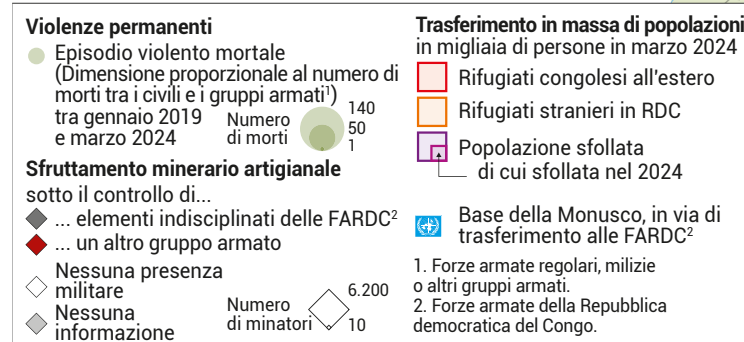 Violenze permanenti
Episodio violento mortale
(Dimensione proporzionale al numero di
morti tra i civili e i gruppi armati¹)
tra gennaio 2019
e marzo 2024
Numero
di morti
140
50
1
Sfruttamento minerario artigianale
sotto il controllo di...
... elementi indisciplinati delle FARDC²
... un altro gruppo armato
Nessuna presenza
militare
Nessuna
informazione
Numero
di minatori
6.200
10
Trasferimento in massa di popolazioni
in migliaia di persone in marzo 2024
Rifugiati congolesi all'estero
Rifugiati stranieri in RDC
Popolazione sfollata
di cui sfollata nel 2024
Base della Monusco, in via di
trasferimento alle FARDC²
1. Forze armate regolari, milizie
o altri gruppi armati.
2. Forze armate della Repubblica
democratica del Congo.